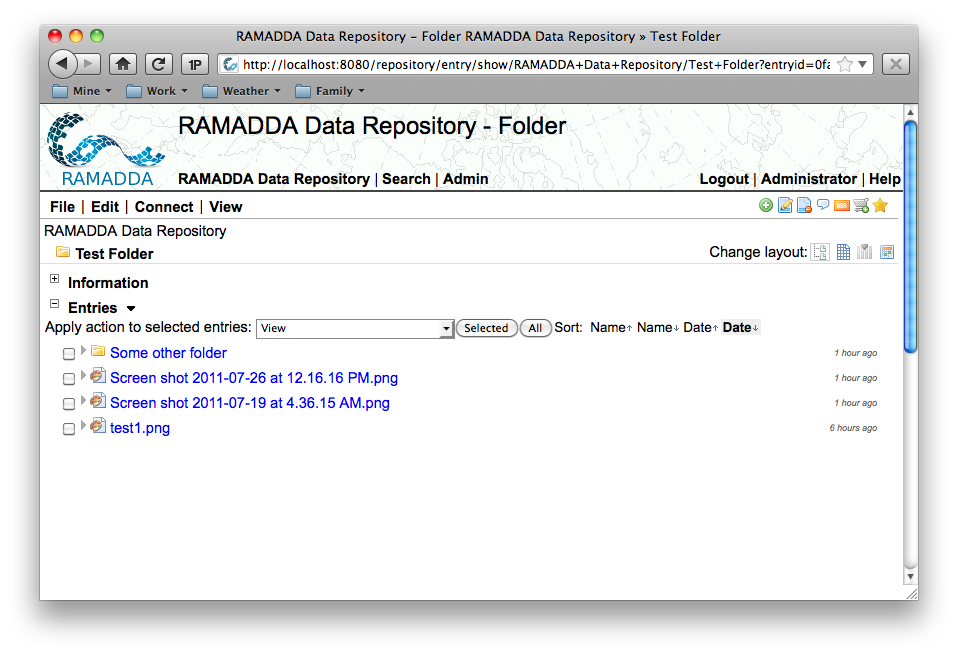 RAMADDA Data Repository – Folder RAMADDA Data Repository » Test Folder
1P http://localhost:8080/repository/entry/show/RAMADDA+Data+Repository/Test+Folder?entryid=0fa
Mine Work Weather Family
RAMADDA Data Repository - Folder
RAMADDA
RAMADDA Data Repository | Search | Admin Logout | Administrator | Help
File | Edit | Connect | View RSS
RAMADDA Data Repository
Test Folder Change layout:
Information
Entries
Apply action to selected entries: View Selected All Sort: Name↑ Name↓ Date↑ Date↓
Some other folder 1 hour ago
Screen shot 2011-07-26 at 12.16.16 PM.png 1 hour ago
Screen shot 2011-07-19 at 4.36.15 AM.png 1 hour ago
test1.png 6 hours ago